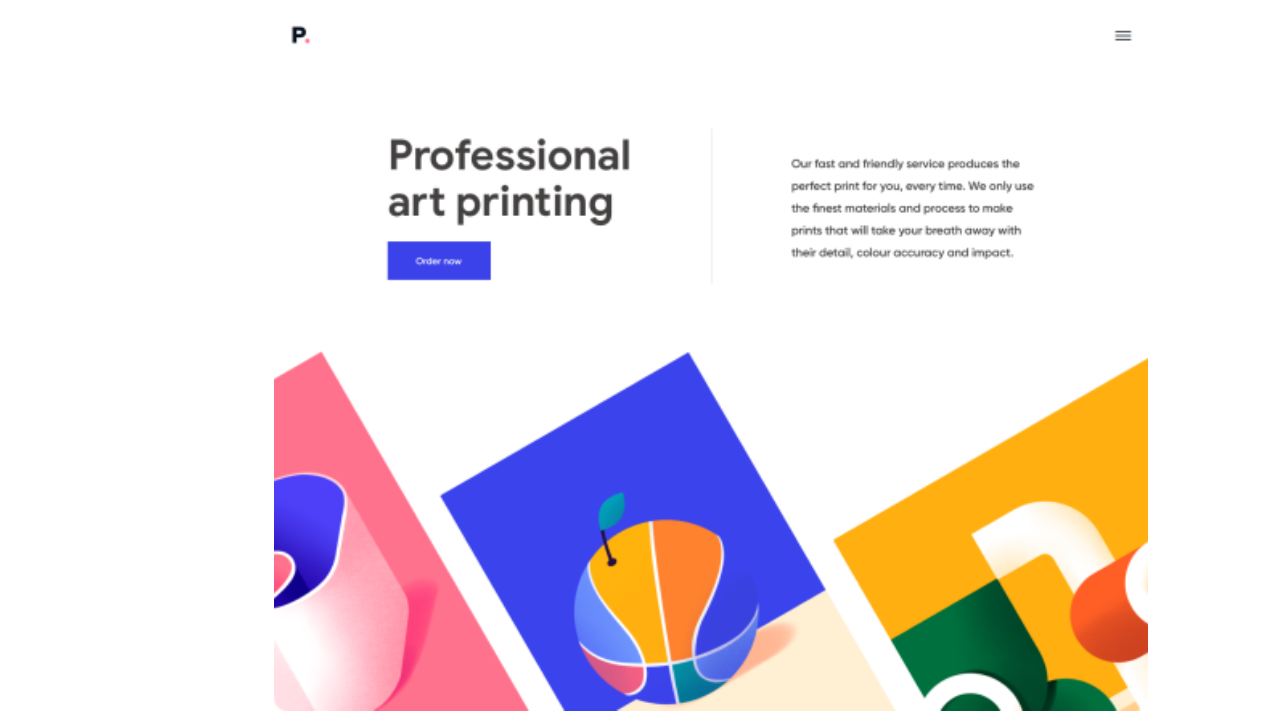 P.
Professional
art printing
Order now
Our fast and friendly service produces the
perfect print for you, every time. We only use
the finest materials and process to make
prints that will take your breath away with
their detail, colour accuracy and impact.